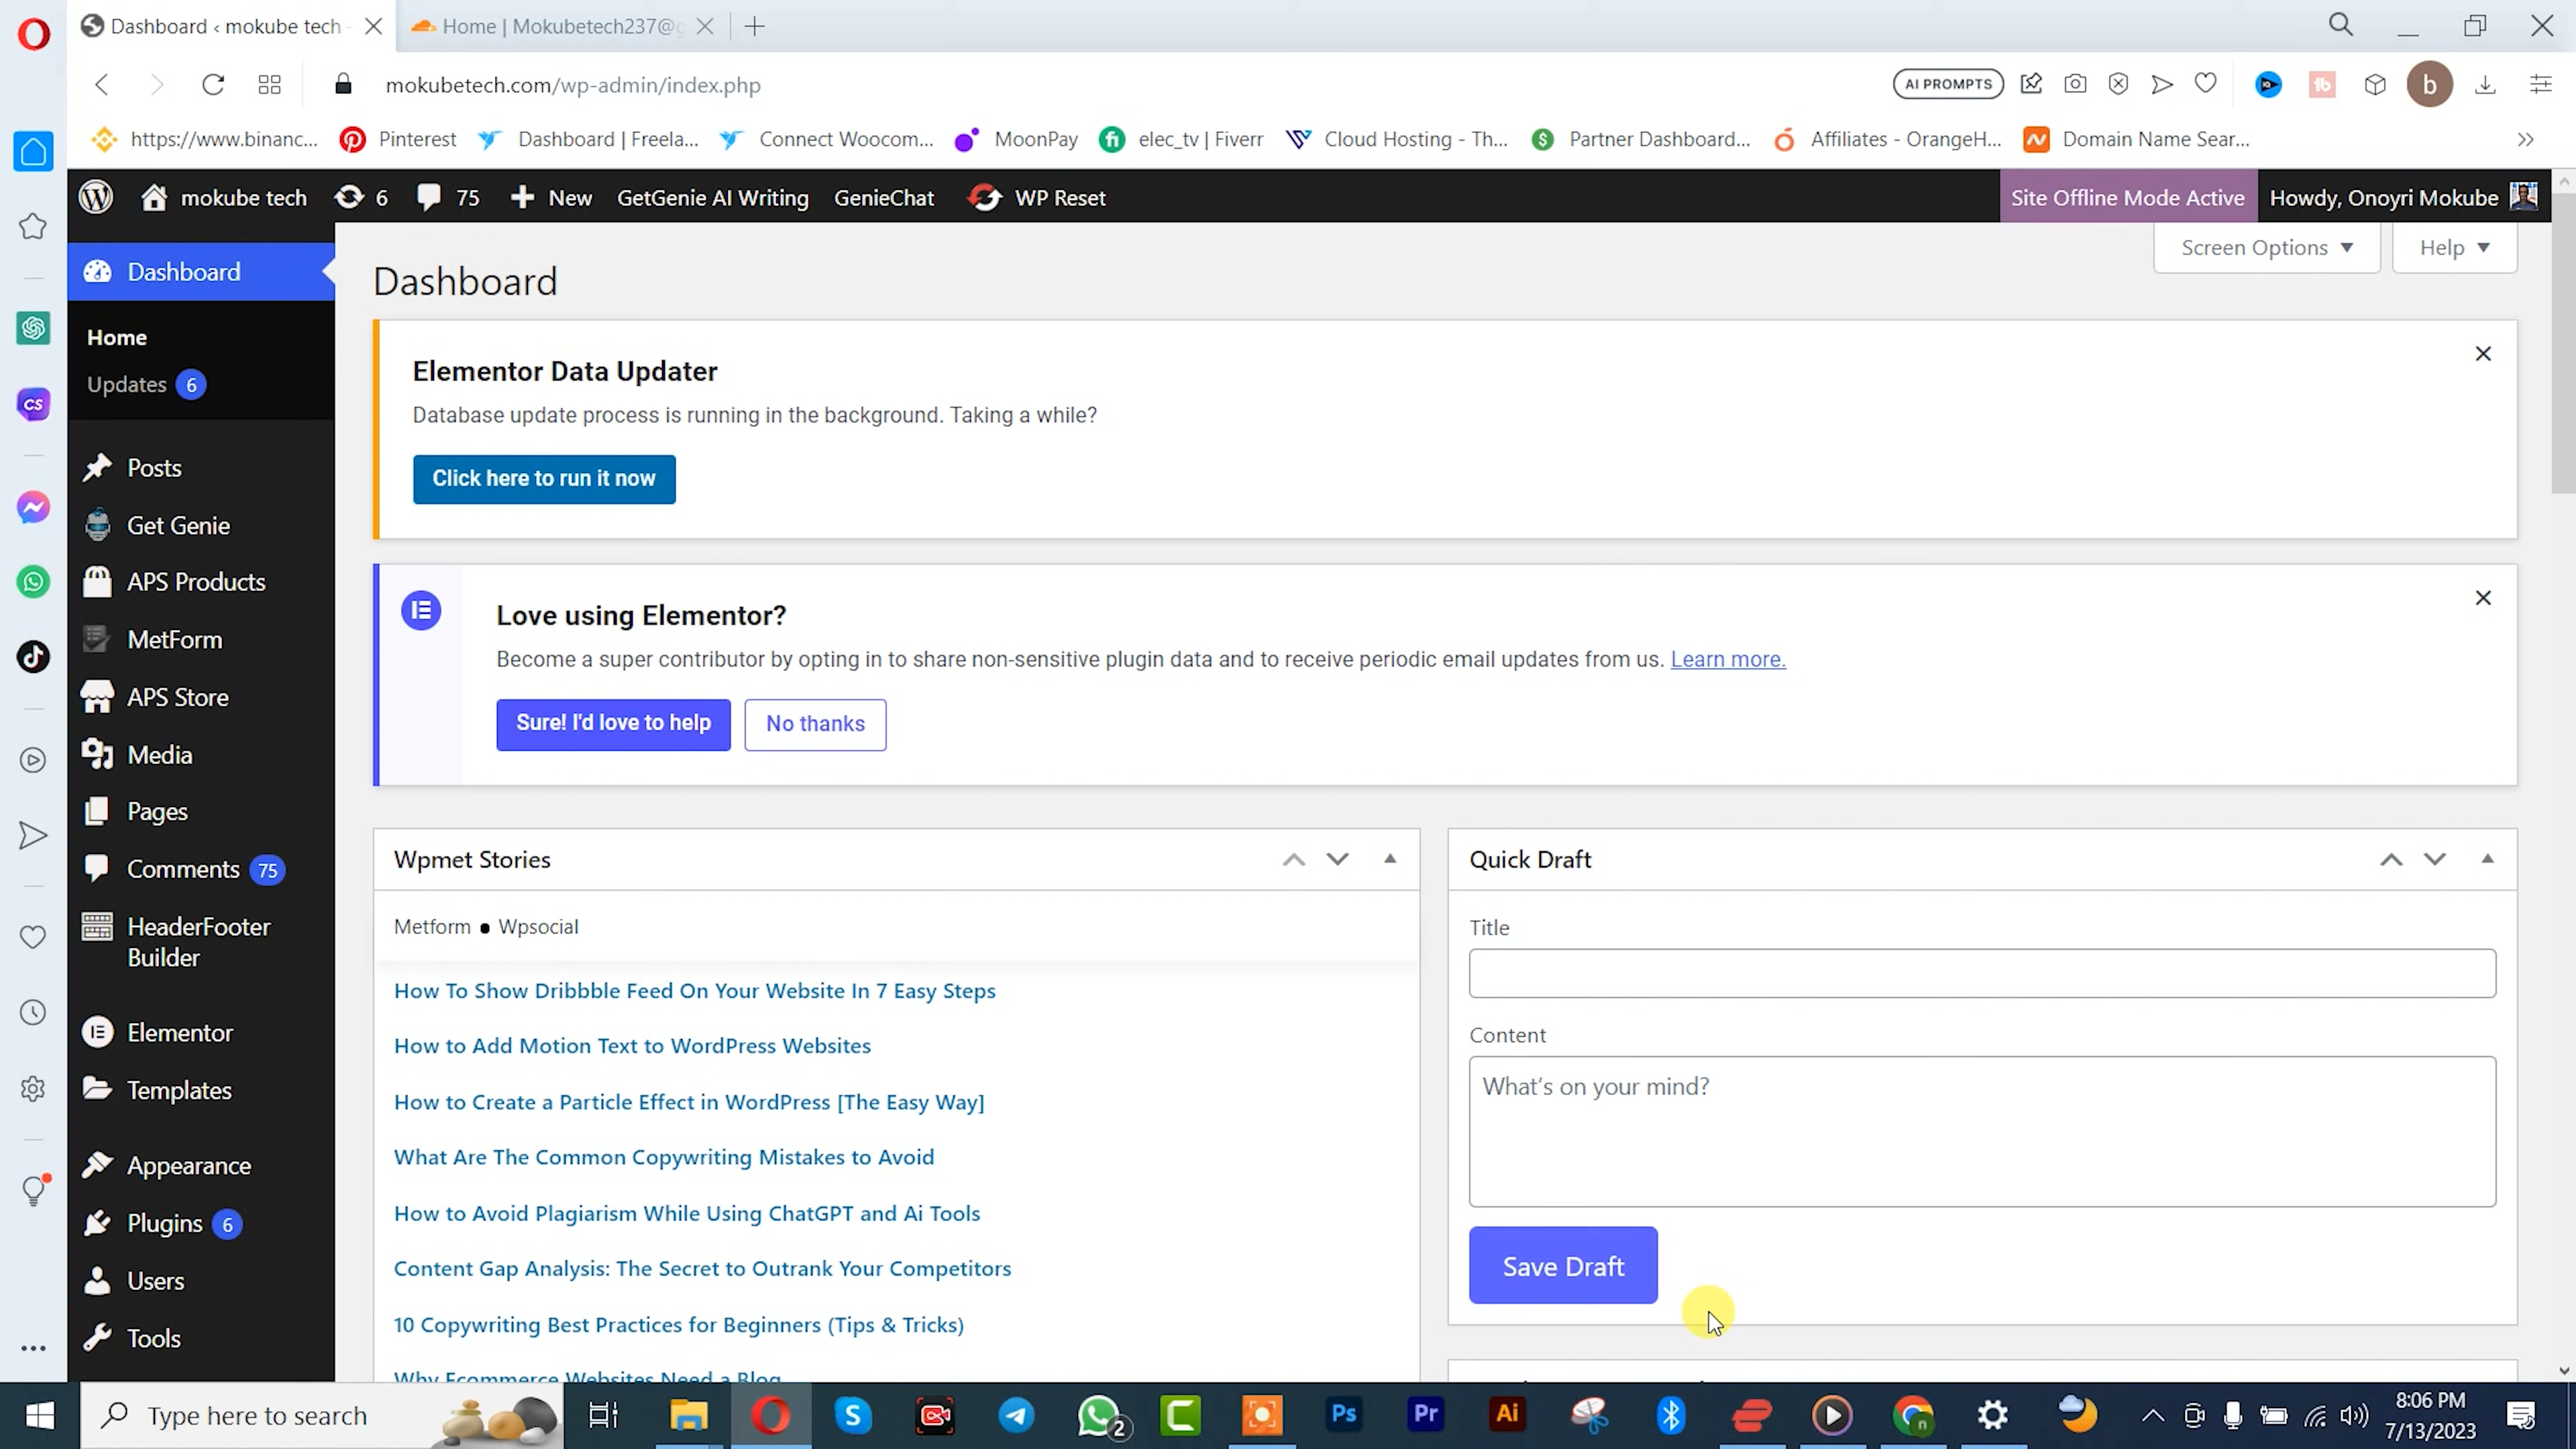 Dashboard ‹ mokube tech -
Home | Mokubetech237@g
mokubetech.com/wp-admin/index.php
AI PROMPTS
b
https://www.binanc...
Pinterest
Dashboard | Freela...
Connect Woocom...
MoonPay
elec_tv | Fiverr
Cloud Hosting - Th...
Partner Dashboard...
Affiliates - OrangeH...
Domain Name Sear...
mokube tech
6
75
New
GetGenie AI Writing
GenieChat
WP Reset
Site Offline Mode Active
Howdy, Onoyri Mokube
Screen Options
Help
Dashboard
Home
Updates 6
Posts
Get Genie
APS Products
MetForm
APS Store
Media
Pages
Comments 75
HeaderFooter
Builder
Elementor
Templates
Appearance
Plugins 6
Users
Tools
Dashboard
Elementor Data Updater
Database update process is running in the background. Taking a while?
Click here to run it now
Love using Elementor?
Become a super contributor by opting in to share non-sensitive plugin data and to receive periodic email updates from us. Learn more.
Sure! I'd love to help
No thanks
Wpmet Stories
Metform ● Wpsocial
How To Show Dribbble Feed On Your Website In 7 Easy Steps
How to Add Motion Text to WordPress Websites
How to Create a Particle Effect in WordPress [The Easy Way]
What Are The Common Copywriting Mistakes to Avoid
How to Avoid Plagiarism While Using ChatGPT and Ai Tools
Content Gap Analysis: The Secret to Outrank Your Competitors
10 Copywriting Best Practices for Beginners (Tips & Tricks)
Why Ecommerce Websites Need a Blog
Quick Draft
Title
Content
What's on your mind?
Save Draft
CS
Type here to search
S
2
Ps
Pr
Ai
n
8:06 PM
7/13/2023